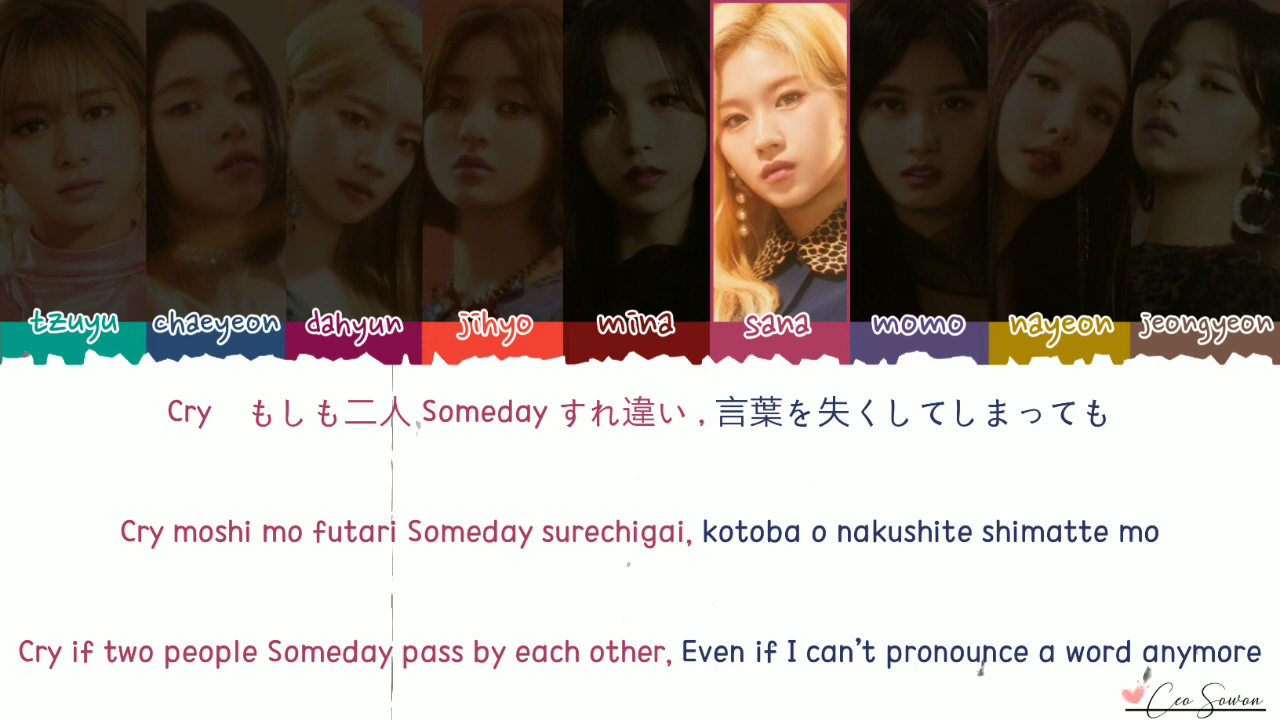 tzuyu chaeyeon dahyun jihyo mina sana momo nayeon jeongyeon
Cry もしも二人 Someday すれ違い , 言葉を失くしてしまっても
Cry moshi mo futari Someday surechigai, kotoba o nakushite shimatte mo
Cry if two people Someday pass by each other, Even if I can't pronounce a word anymore
Ceo Sowon